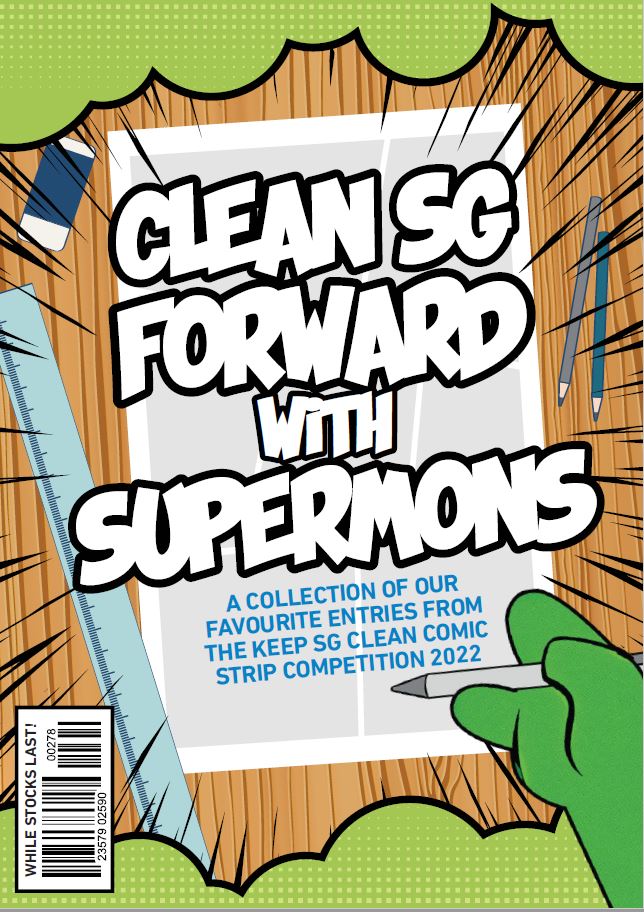 CLEAN SG
FORWARD
WITH
SUPERMONS
A COLLECTION OF OUR
FAVOURITE ENTRIES FROM
THE KEEP SG CLEAN COMIC
STRIP COMPETITION 2022
WHILE STOCKS LAST!
00278
23579 02590